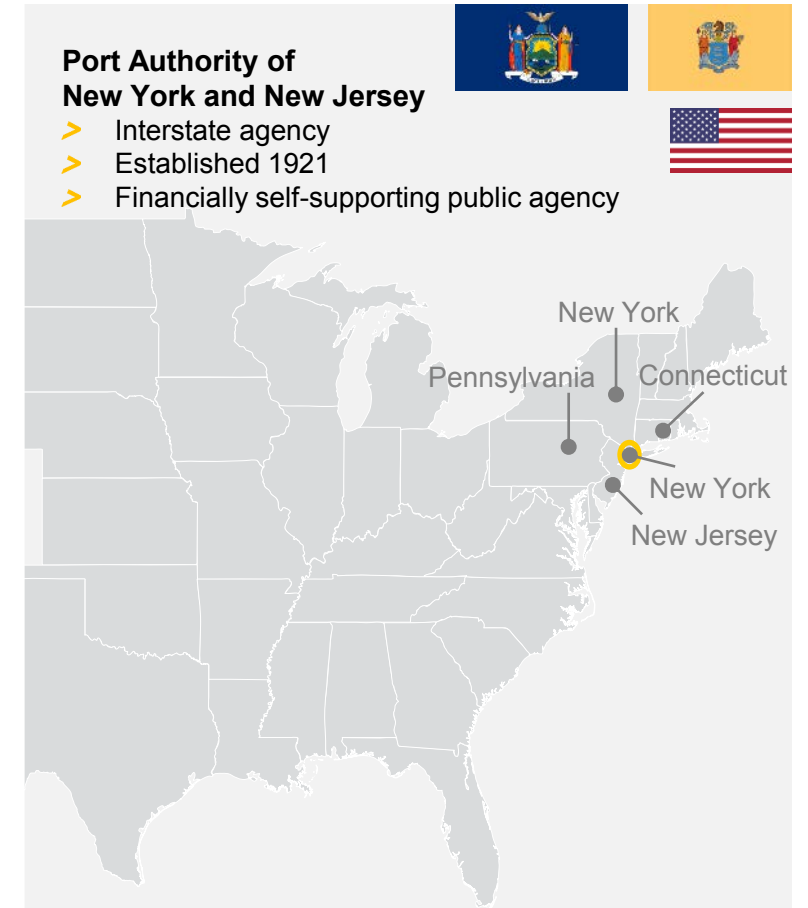 Port Authority of
New York and New Jersey
> Interstate agency
> Established 1921
> Financially self-supporting public agency
New York
Pennsylvania
Connecticut
New York
New Jersey